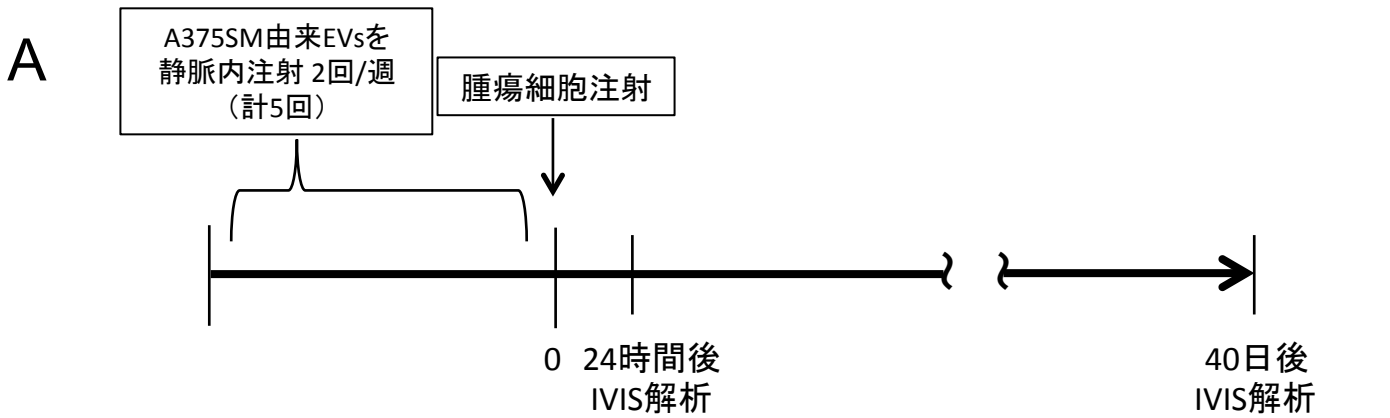 A
A375SM由来EVsを
静脈内注射 2回/週
（計5回）
腫瘍細胞注射
0
24時間後
IVIS解析
40日後
IVIS解析